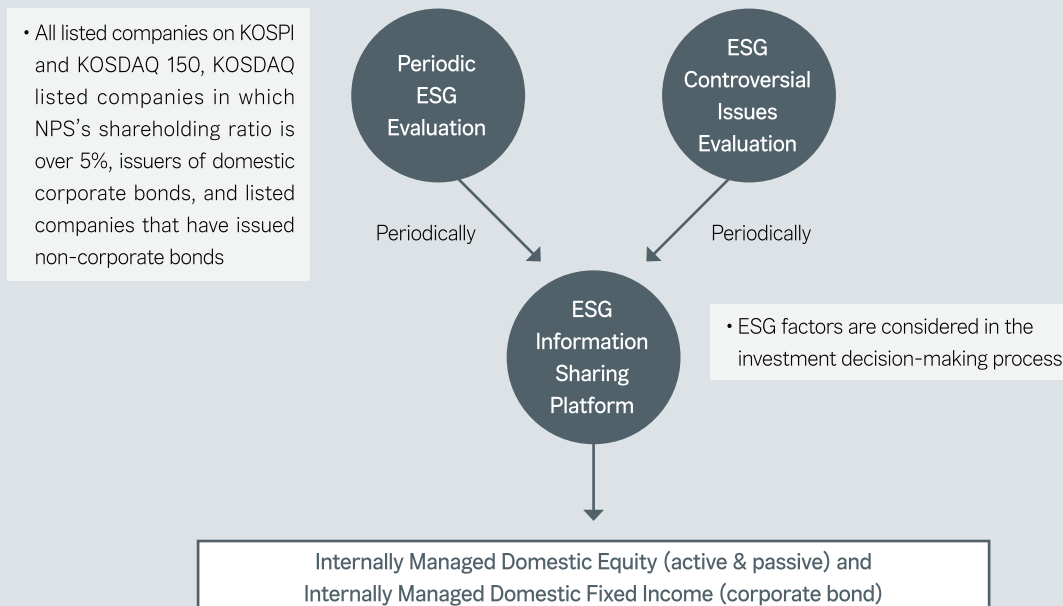 • All listed companies on KOSPI
and KOSDAQ 150, KOSDAQ
listed companies in which
NPS's shareholding ratio is
over 5%, issuers of domestic
corporate bonds, and listed
companies that have issued
non-corporate bonds
Periodic
ESG
Evaluation
ESG
Controversial
Issues
Evaluation
Periodically
Periodically
ESG
Information
Sharing
Platform
• ESG factors are considered in the
investment decision-making process
Internally Managed Domestic Equity (active & passive) and
Internally Managed Domestic Fixed Income (corporate bond)